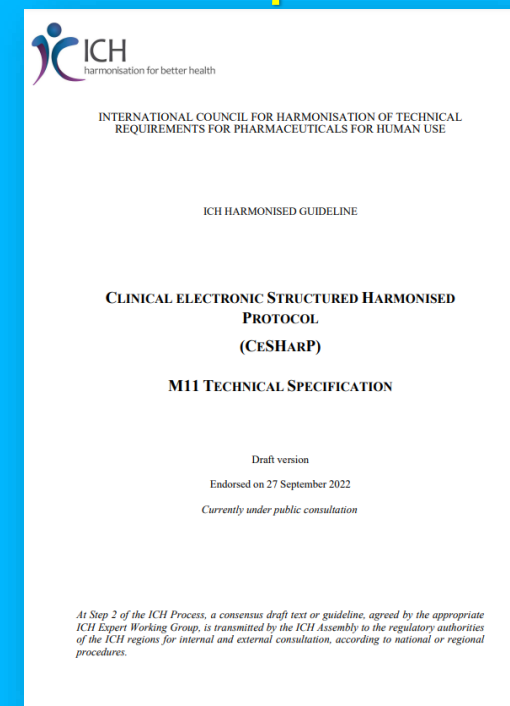 ICH
harmonisation for better health
INTERNATIONAL COUNCIL FOR HARMONISATION OF TECHNICAL
REQUIREMENTS FOR PHARMACEUTICALS FOR HUMAN USE
ICH HARMONISED GUIDELINE
CLINICAL ELECTRONIC STRUCTURED HARMONISED
PROTOCOL
(CESHARP)
M11 TECHNICAL SPECIFICATION
Draft version
Endorsed on 27 September 2022
Currently under public consultation
At Step 2 of the ICH Process, a consensus draft text or guideline, agreed by the appropriate
ICH Expert Working Group, is transmitted by the ICH Assembly to the regulatory authorities
of the ICH regions for internal and external consultation, according to national or regional
procedures.